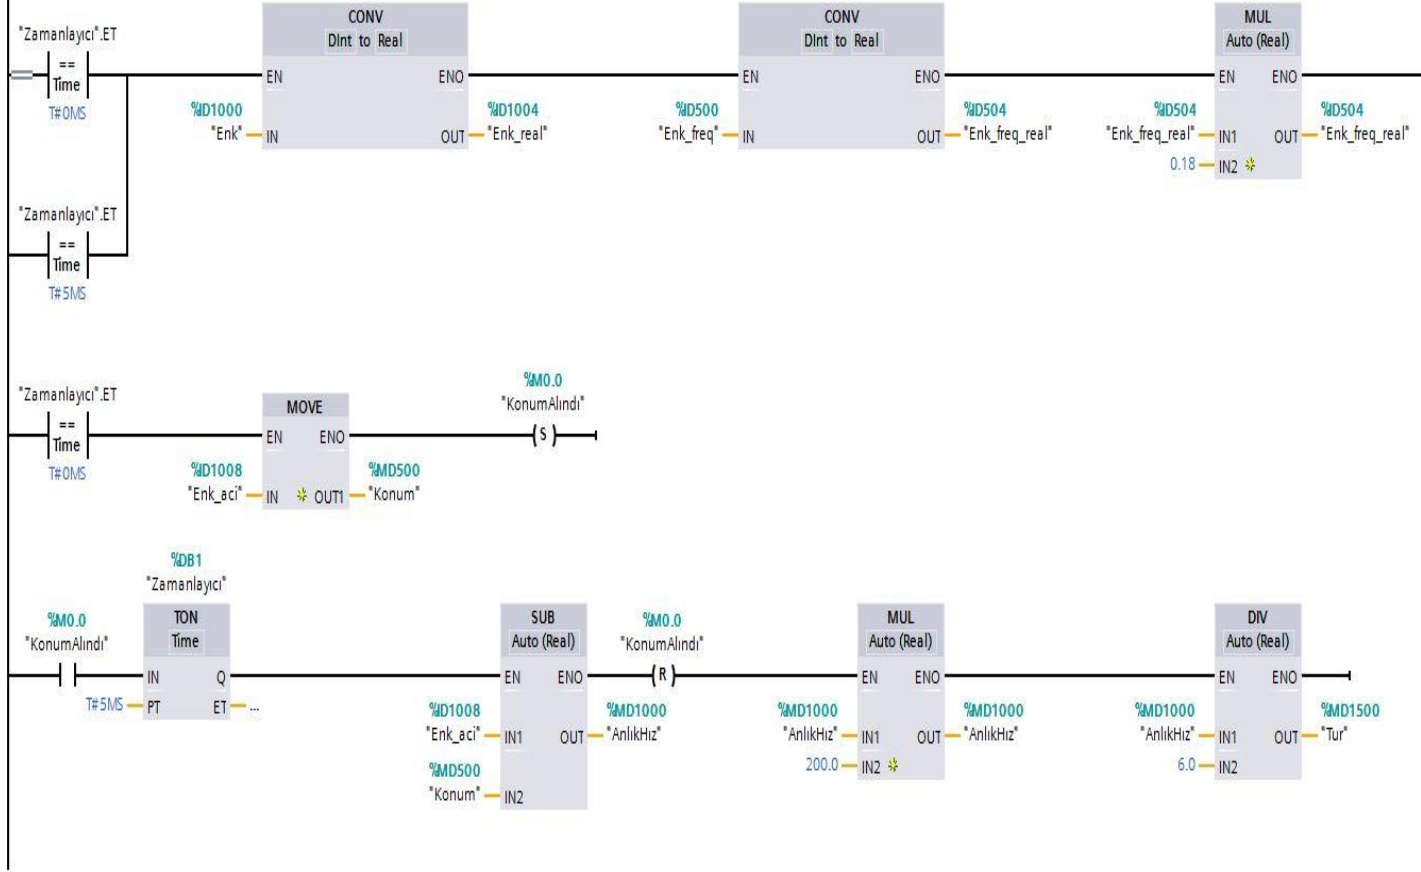 CONV
DInt to Real
CONV
DInt to Real
MUL
Auto (Real)
"Zamanlayıcı".ET
==
Time
T#0MS
EN ENO
EN ENO
EN ENO
%ID1000
"Enk"
IN
OUT
%ID1004
"Enk_real"
%ID500
"Enk_freq"
IN
OUT
%ID504
"Enk_freq_real"
%ID504
"Enk_freq_real"
IN1
OUT
%ID504
"Enk_freq_real"
0.18
IN2
"Zamanlayıcı".ET
==
Time
T#5MS
"Zamanlayıcı".ET
==
Time
T#0MS
MOVE
EN ENO
%ID1008
"Enk_aci"
IN
OUT1
%MD500
"Konum"
%M0.0
"KonumAlındı"
S
%M0.0
"KonumAlındı"
%DB1
"Zamanlayıcı"
TON
Time
IN Q
T#5MS
PT ET
...
SUB
Auto (Real)
EN ENO
%ID1008
"Enk_aci"
IN1
OUT
%MD1000
"AnlıkHız"
%MD500
"Konum"
IN2
%M0.0
"KonumAlındı"
R
MUL
Auto (Real)
EN ENO
%MD1000
"AnlıkHız"
IN1
OUT
%MD1000
"AnlıkHız"
200.0
IN2
DIV
Auto (Real)
EN ENO
%MD1000
"AnlıkHız"
IN1
OUT
%MD1500
"Tur"
6.0
IN2